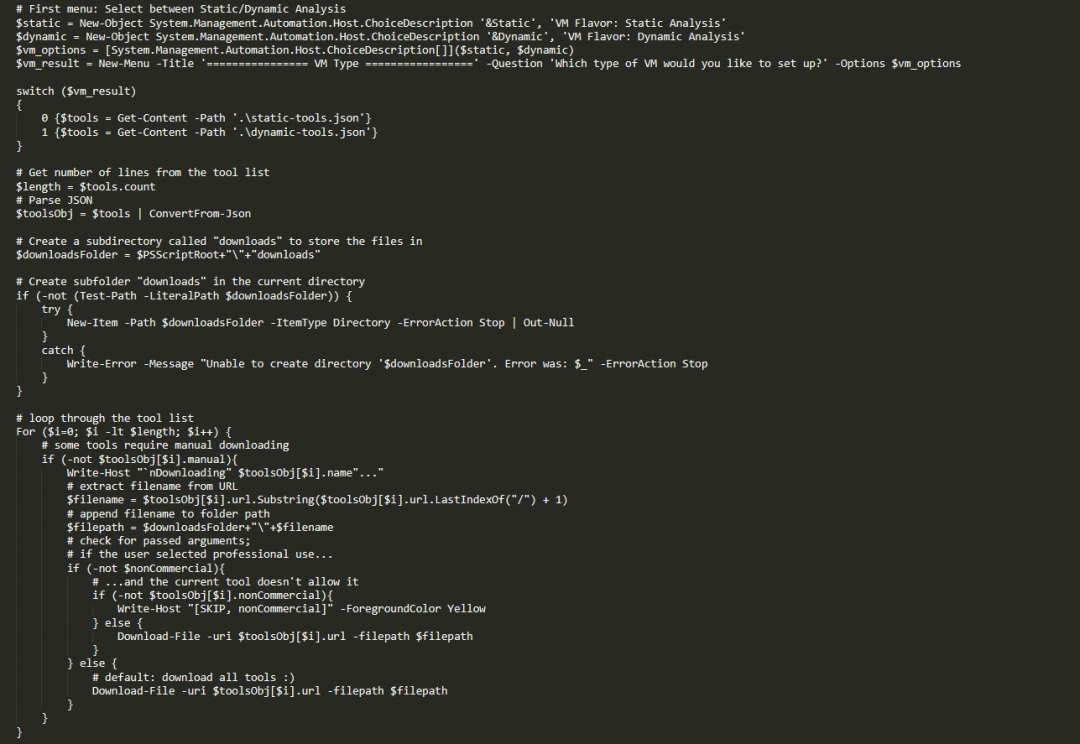 # First menu: Select between Static/Dynamic Analysis
$static = New-Object System.Management.Automation.Host.ChoiceDescription '&Static', 'VM Flavor: Static Analysis'
$dynamic = New-Object System.Management.Automation.Host.ChoiceDescription '&Dynamic', 'VM Flavor: Dynamic Analysis'
$vm_options = [System.Management.Automation.Host.ChoiceDescription[]]($static, $dynamic)
$vm_result = New-Menu -Title '================ VM Type =================' -Question 'Which type of VM would you like to set up?' -Options $vm_options

switch ($vm_result)
{
    0 {$tools = Get-Content -Path '.\static-tools.json'}
    1 {$tools = Get-Content -Path '.\dynamic-tools.json'}
}

# Get number of lines from the tool list
$length = $tools.count
# Parse JSON
$toolsObj = $tools | ConvertFrom-Json

# Create a subdirectory called "downloads" to store the files in
$downloadsFolder = $PSScriptRoot+"\"+"downloads"

# Create subfolder "downloads" in the current directory
if (-not (Test-Path -LiteralPath $downloadsFolder)) {
    try {
        New-Item -Path $downloadsFolder -ItemType Directory -ErrorAction Stop | Out-Null
    }
    catch {
        Write-Error -Message "Unable to create directory '$downloadsFolder'. Error was: $_" -ErrorAction Stop
    }
}

# loop through the tool list
For ($i=0; $i -lt $length; $i++) {
    # some tools require manual downloading
    if (-not $toolsObj[$i].manual){
        Write-Host "`nDownloading" $toolsObj[$i].name"..."
        # extract filename from URL
        $filename = $toolsObj[$i].url.Substring($toolsObj[$i].url.LastIndexOf("/") + 1)
        # append filename to folder path
        $filepath = $downloadsFolder+"\"+$filename
        # check for passed arguments;
        # if the user selected professional use...
        if (-not $nonCommercial){
            # ...and the current tool doesn't allow it
            if (-not $toolsObj[$i].nonCommercial){
                Write-Host "[SKIP, nonCommercial]" -ForegroundColor Yellow
            } else {
                Download-File -uri $toolsObj[$i].url -filepath $filepath
            }
        } else {
            # default: download all tools :)
            Download-File -uri $toolsObj[$i].url -filepath $filepath
        }
    }
}